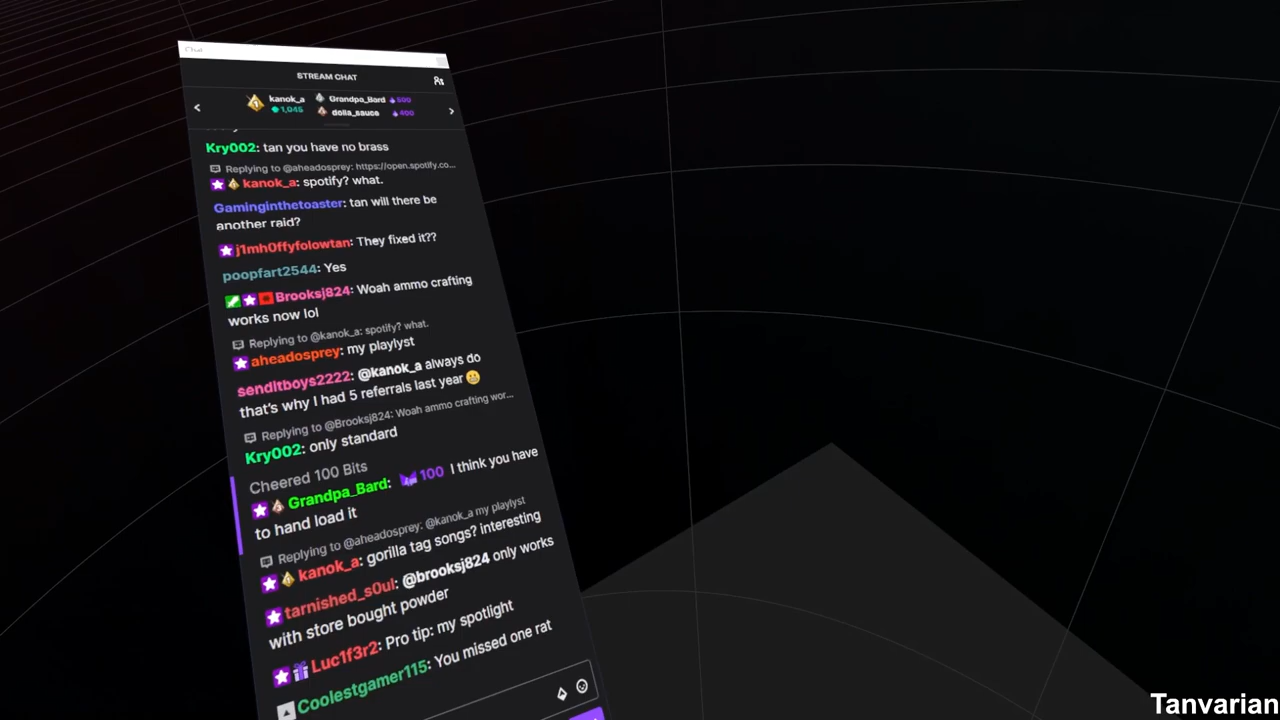 Chat
STREAM CHAT
kanok_a
1,045
Grandpa_Bard 500
dolla_sauce 400
Kry002: tan you have no brass
Replying to @aheadosprey: https://open.spotify.co...
kanok_a: spotify? what.
Gaminginthetoaster: tan will there be
another raid?
j1mh0ffyfolowtan: They fixed it??
poopfart2544: Yes
Brooksj824: Woah ammo crafting
works now lol
Replying to @kanok_a: spotify? what.
aheadosprey: my playlyst
senditboys2222: @kanok_a always do
that's why I had 5 referrals last year 😬
Replying to @Brooksj824: Woah ammo crafting wor...
Kry002: only standard
Cheered 100 Bits
Grandpa_Bard: 100 I think you have
to hand load it
Replying to @aheadosprey: @kanok_a my playlyst
kanok_a: gorilla tag songs? interesting
tarnished_s0ul: @brooksj824 only works
with store bought powder
Luc1f3r2: Pro tip: my spotlight
Coolestgamer115: You missed one rat
Tanvarian